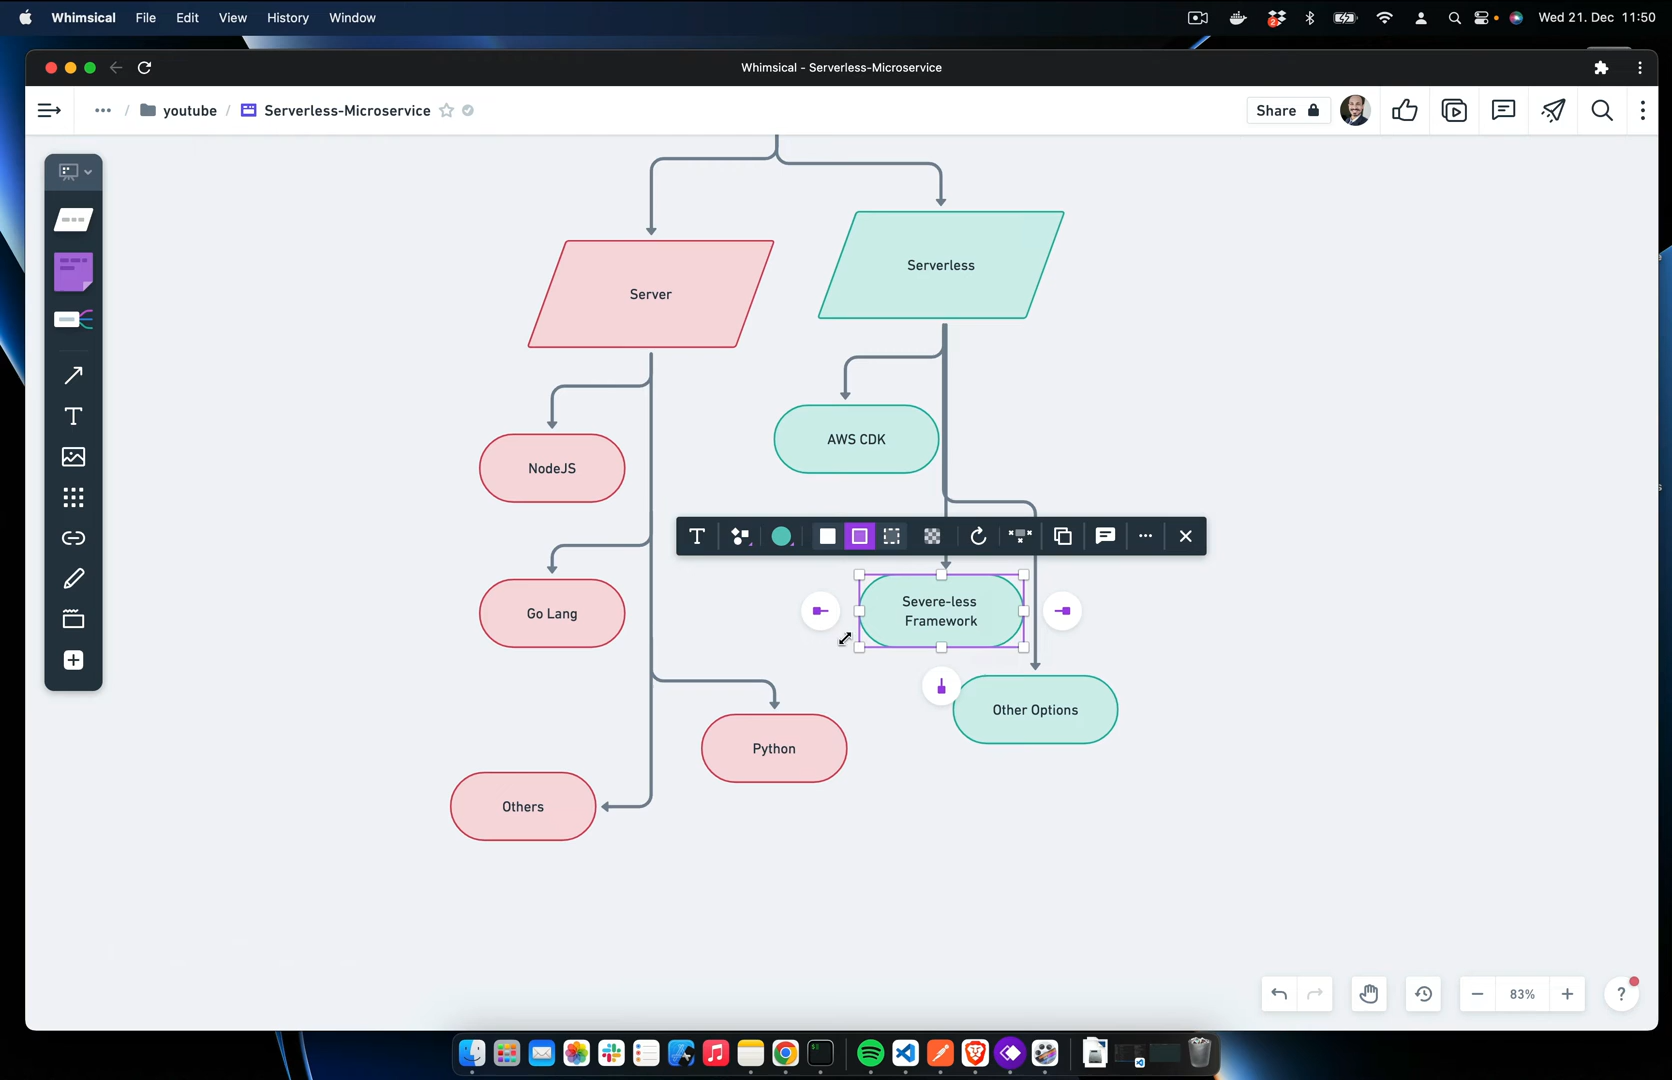 Whimsical File Edit View History Window
2
Wed 21. Dec 11:50
Whimsical - Serverless-Microservice
... / youtube / Serverless-Microservice
Share
Serverless
Server
AWS CDK
NodeJS
T
T
Severe-less
Framework
Go Lang
Other Options
Python
Others
83%
?